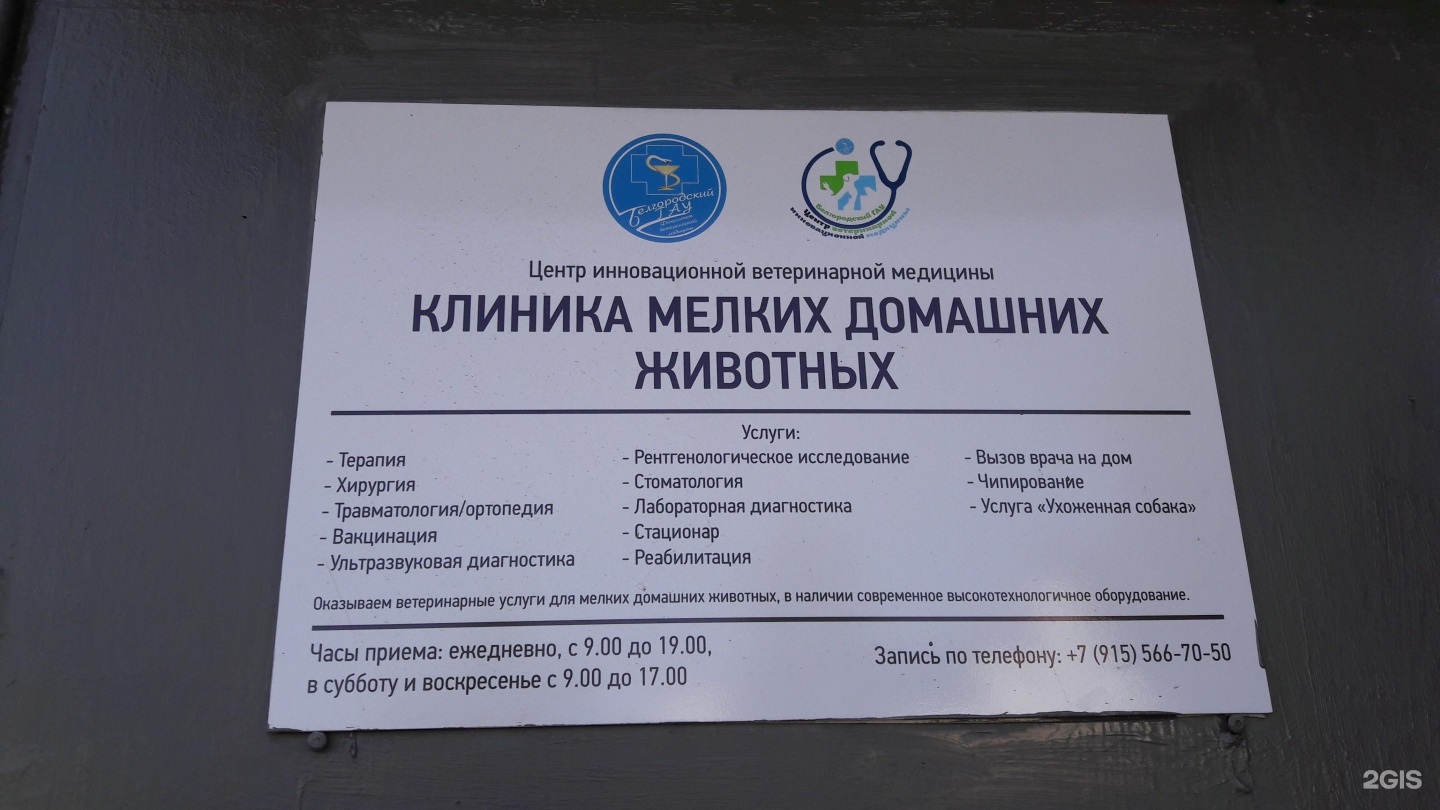 Белгородский
ГАУ
Факультет
ветеринарной
медицины
Белгородский ГАУ
Центр ветеринарной
инновационной медицины
Центр инновационной ветеринарной медицины
КЛИНИКА МЕЛКИХ ДОМАШНИХ
ЖИВОТНЫХ
Услуги:
- Терапия
- Хирургия
- Травматология/ортопедия
- Вакцинация
- Ультразвуковая диагностика
- Рентгенологическое исследование
- Стоматология
- Лабораторная диагностика
- Стационар
- Реабилитация
- Вызов врача на дом
- Чипирование
- Услуга «Ухоженная собака»
Оказываем ветеринарные услуги для мелких домашних животных, в наличии современное высокотехнологичное оборудование.
Часы приема: ежедневно, с 9.00 до 19.00,
в субботу и воскресенье с 9.00 до 17.00
Запись по телефону: +7 (915) 566-70-50
2GIS